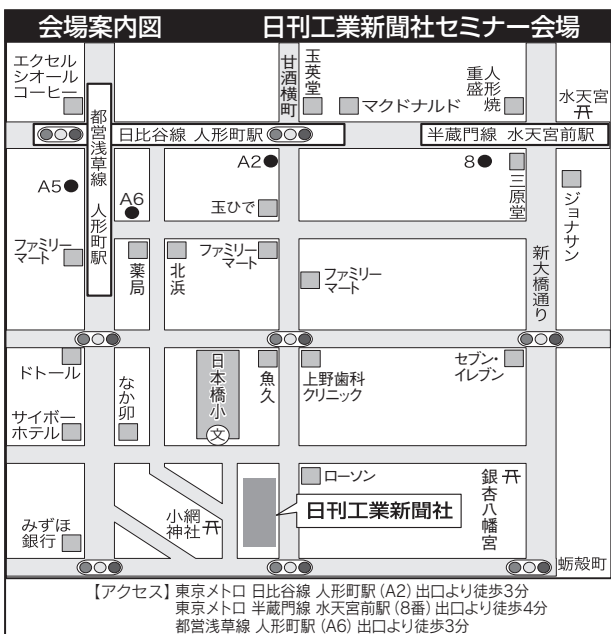 会場案内図 日刊工業新聞社セミナー会場
エクセル
シオール
コーヒー
甘酒横町
玉英堂
マクドナルド
人形焼
重盛
水天宮
都営浅草線 人形町駅
日比谷線 人形町駅
半蔵門線 水天宮前駅
A5
A6
A2
8
玉ひで
三原堂
ジョナサン
ファミリー
マート
薬局
北浜
ファミリー
マート
ファミリー
マート
新大橋通り
ドトール
なか卯
日本橋小
文
魚久
上野歯科
クリニック
セブン・
イレブン
サイボー
ホテル
ローソン
銀杏八幡宮
日刊工業新聞社
小網
神社
みずほ
銀行
蛎殻町
【アクセス】東京メトロ 日比谷線 人形町駅(A2)出口より徒歩3分
東京メトロ 半蔵門線 水天宮前駅(8番)出口より徒歩4分
都営浅草線 人形町駅(A6)出口より徒歩3分